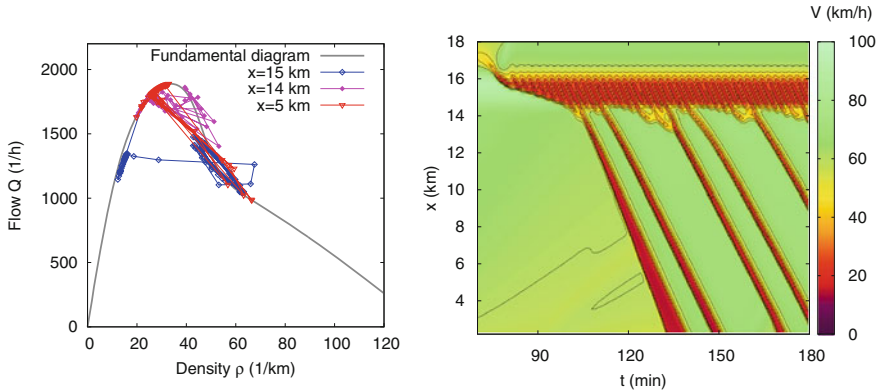 Fundamental diagram
x=15 km
x=14 km
x=5 km
Flow Q (1/h)
2000
1500
1000
500
0
0 20 40 60 80 100 120
Density ρ (1/km)
V (km/h)
x (km)
18
16
14
12
10
8
6
4
90 120 150 180
t (min)
100
80
60
40
20
0